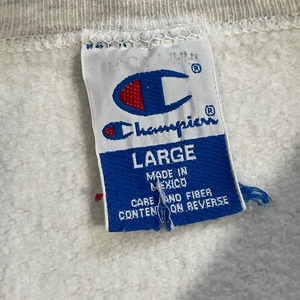 Champion
LARGE
MADE IN
MEXICO
CARE AND FIBER
CONTENT ON REVERSE